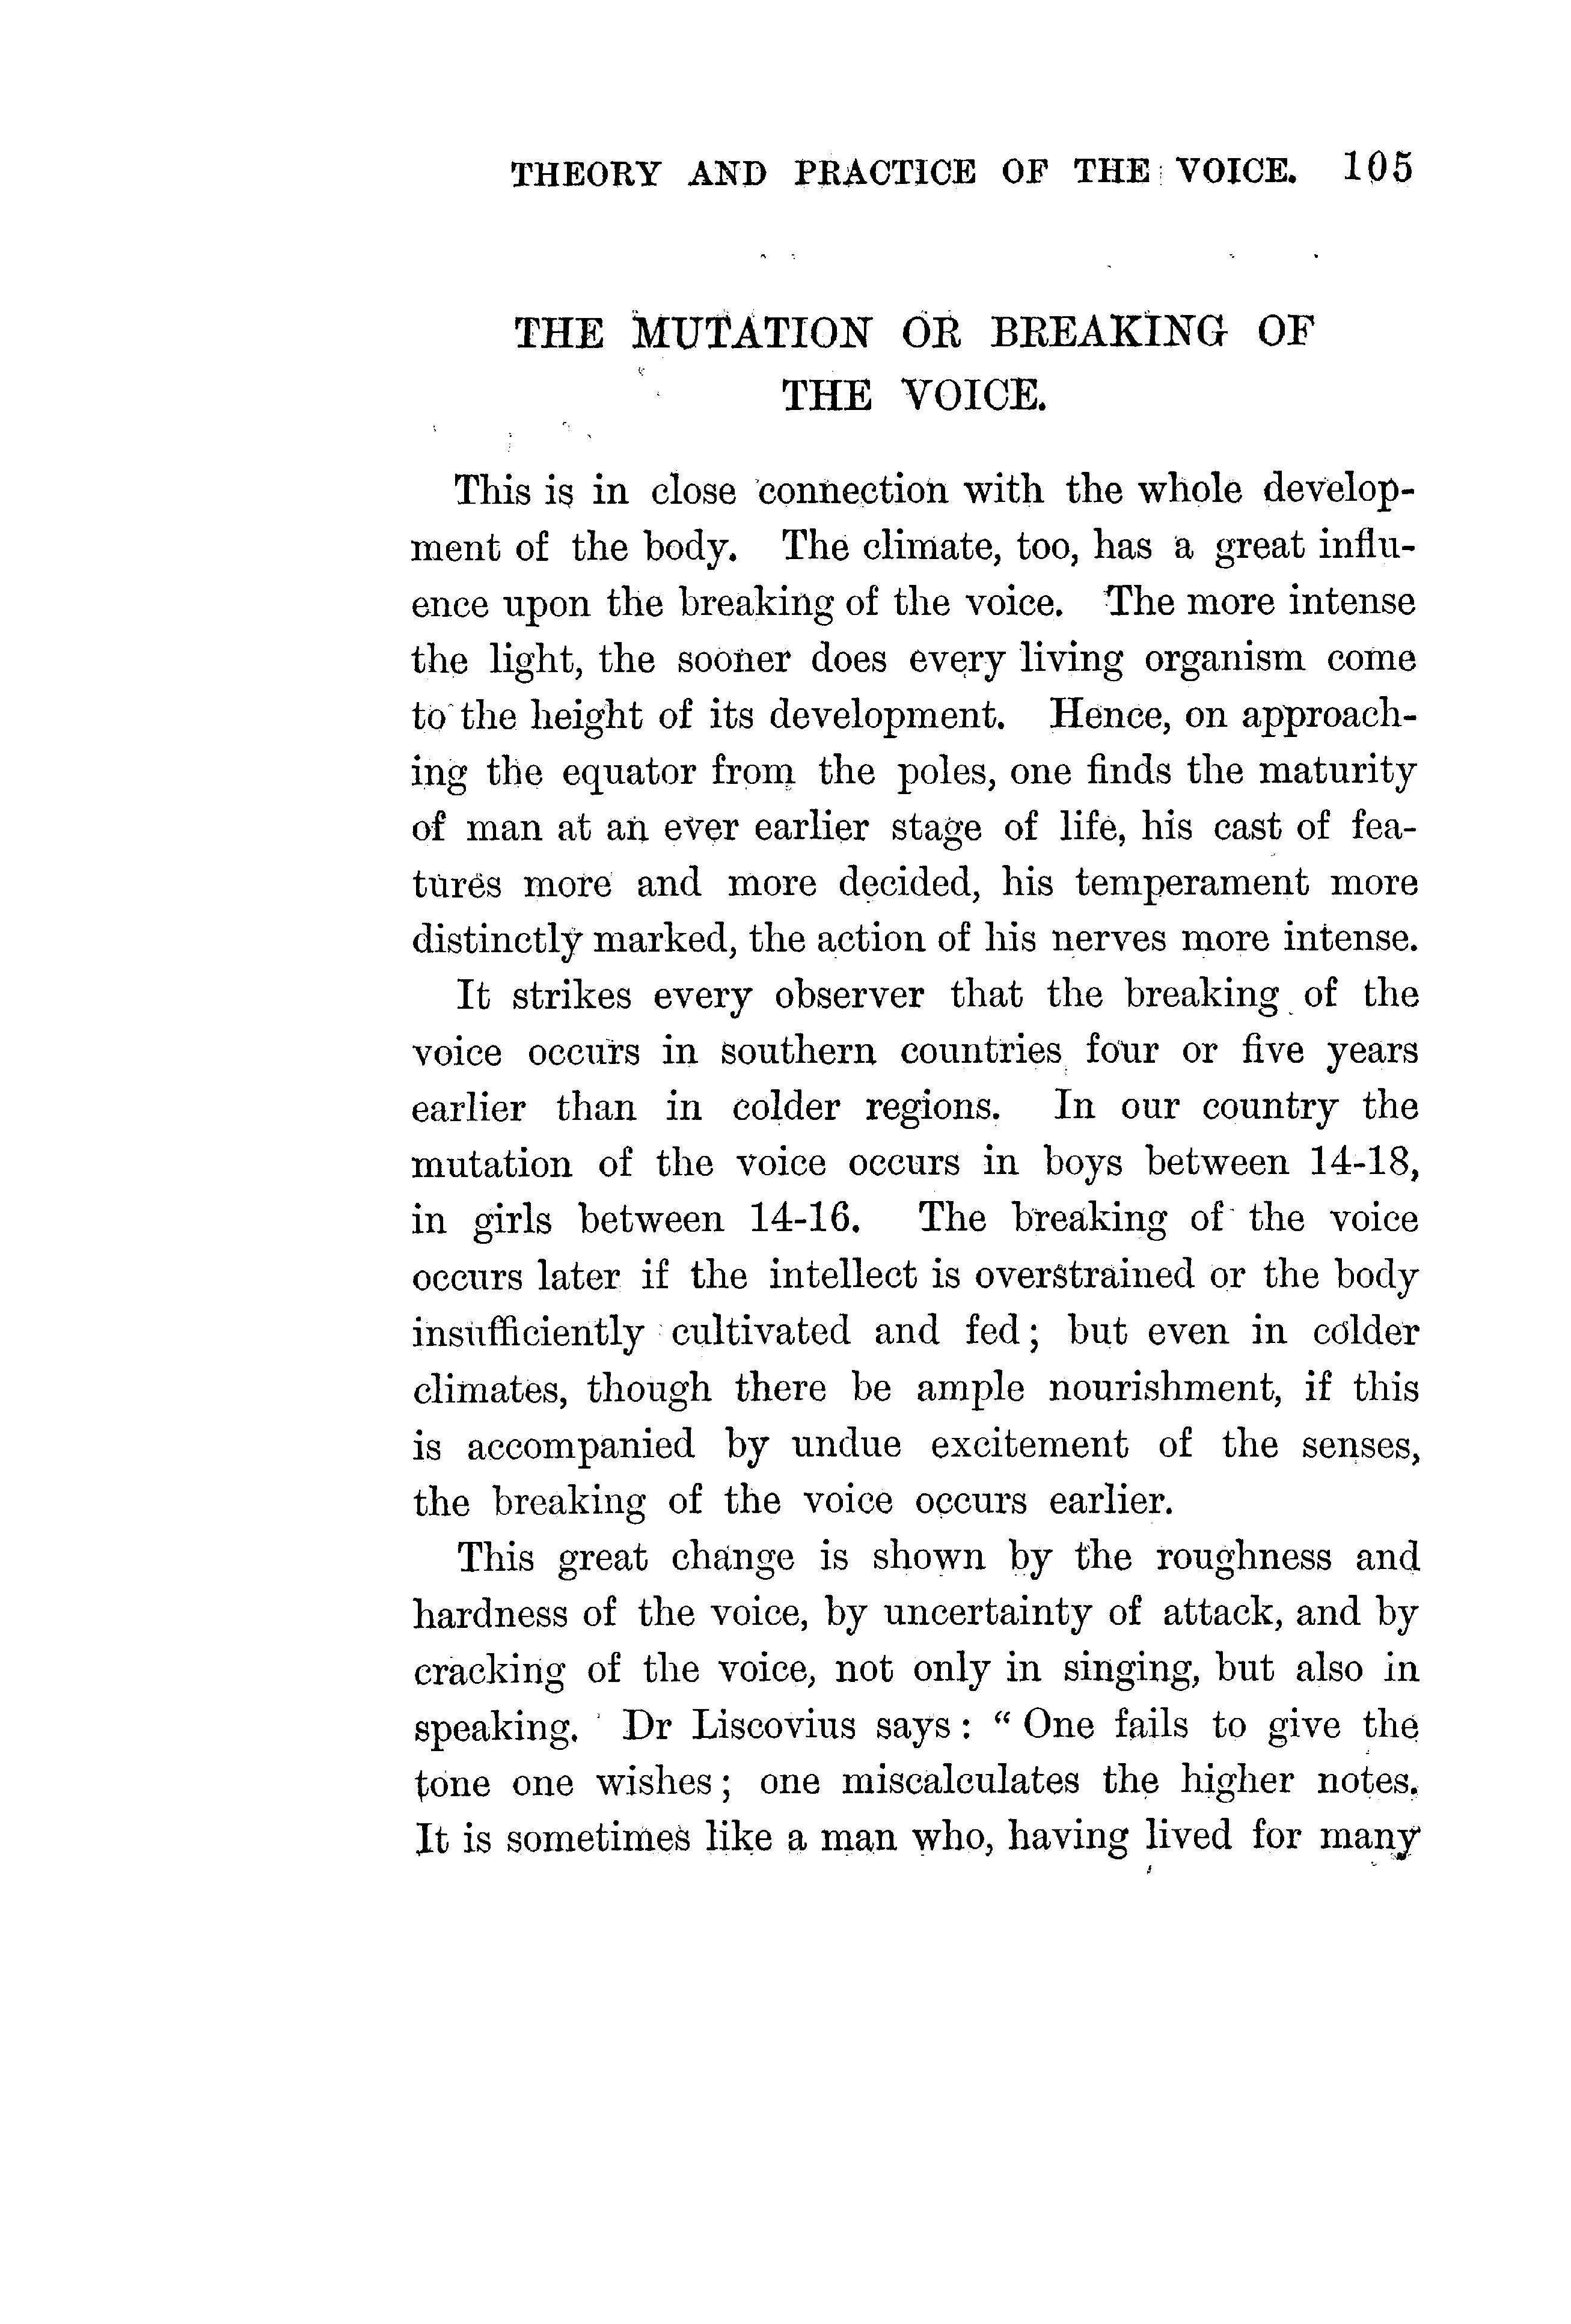 THEORY AND PRACTICE OF THE VOICE. 105
THE MUTATION OR BREAKING OF
THE VOICE.
This is in close connection with the whole develop-
ment of the body. The climate, too, has a great influ-
ence upon the breaking of the voice. The more intense
the light, the sooner does every living organism come
to the height of its development. Hence, on approach-
ing the equator from the poles, one finds the maturity
of man at an ever earlier stage of life, his cast of fea-
tures more and more decided, his temperament more
distinctly marked, the action of his nerves more intense.
It strikes every observer that the breaking of the
voice occurs in southern countries four or five years
earlier than in colder regions. In our country the
mutation of the voice occurs in boys between 14-18,
in girls between 14-16. The breaking of the voice
occurs later if the intellect is overstrained or the body
insufficiently cultivated and fed; but even in colder
climates, though there be ample nourishment, if this
is accompanied by undue excitement of the senses,
the breaking of the voice occurs earlier.
This great change is shown by the roughness and
hardness of the voice, by uncertainty of attack, and by
cracking of the voice, not only in singing, but also in
speaking. Dr Liscovius says: "One fails to give the
tone one wishes; one miscalculates the higher notes.
It is sometimes like a man who, having lived for many